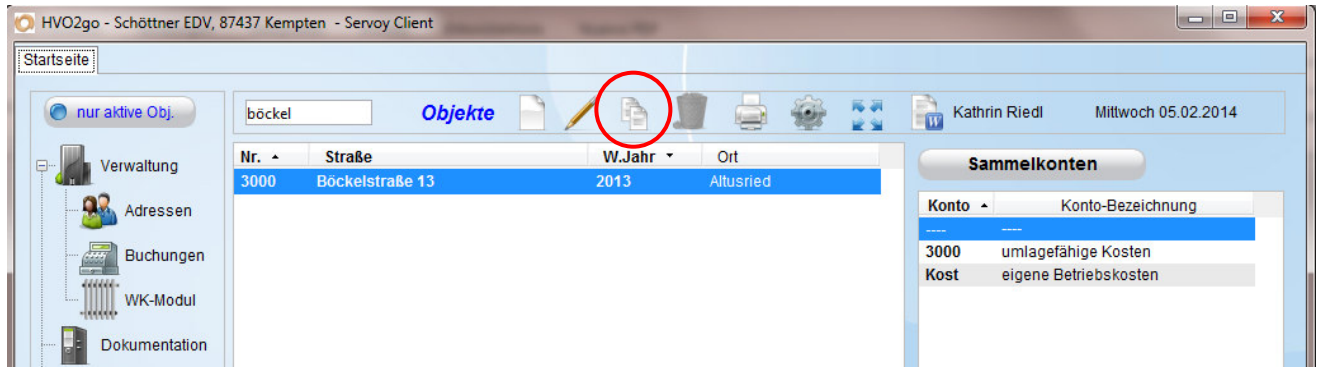 HVO2go - Schöttner EDV, 87437 Kempten - Servoy Client
Startseite
nur aktive Obj.
böckel
Objekte
Kathrin Riedl
Mittwoch 05.02.2014
Verwaltung
Adressen
Buchungen
WK-Modul
Dokumentation
Nr. Straße W.Jahr Ort
3000 Böckelstraße 13 2013 Altusried
Sammelkonten
Konto Konto-Bezeichnung
---- ----
3000 umlagefähige Kosten
Kost eigene Betriebskosten